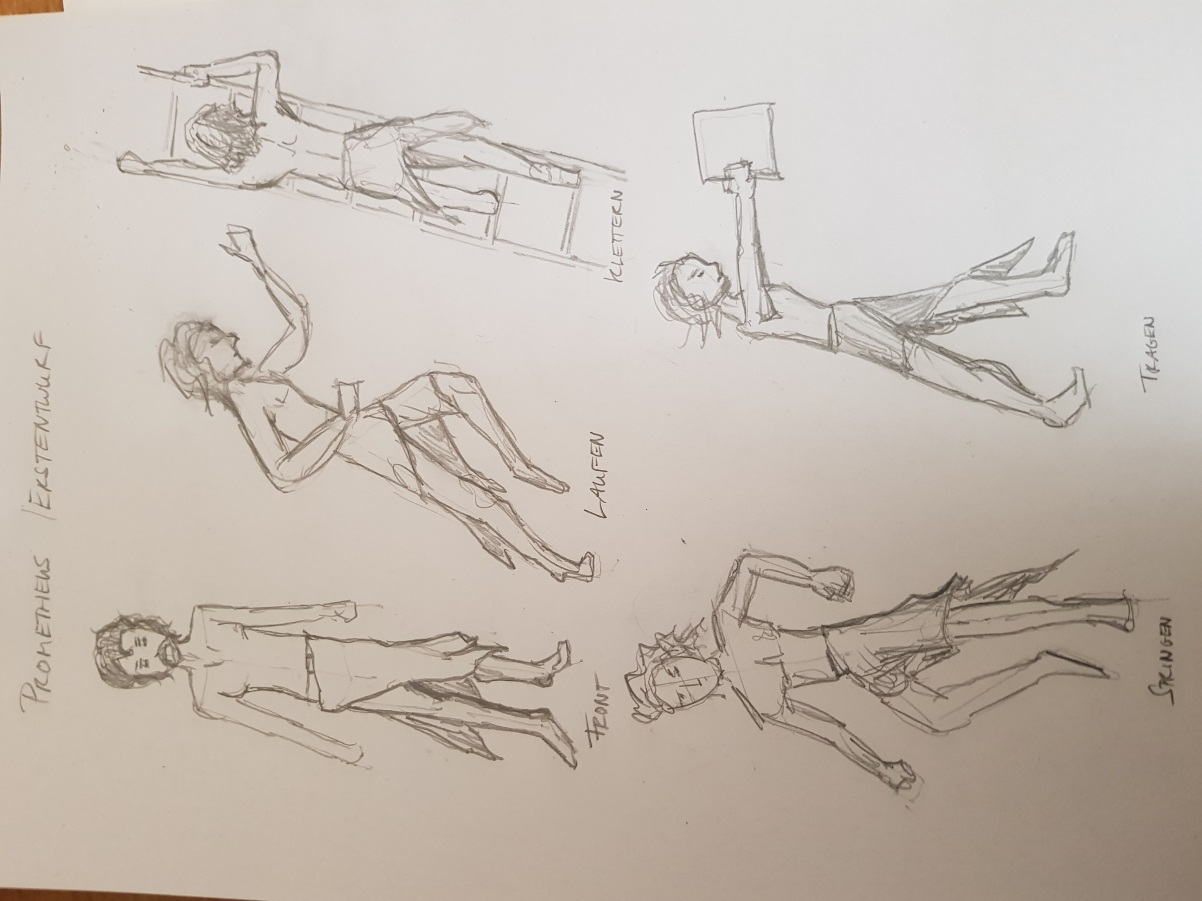 PROMETHEUS / ERSTENTWURF
FRONT
LAUFEN
KLETTERN
SPRINGEN
TRAGEN